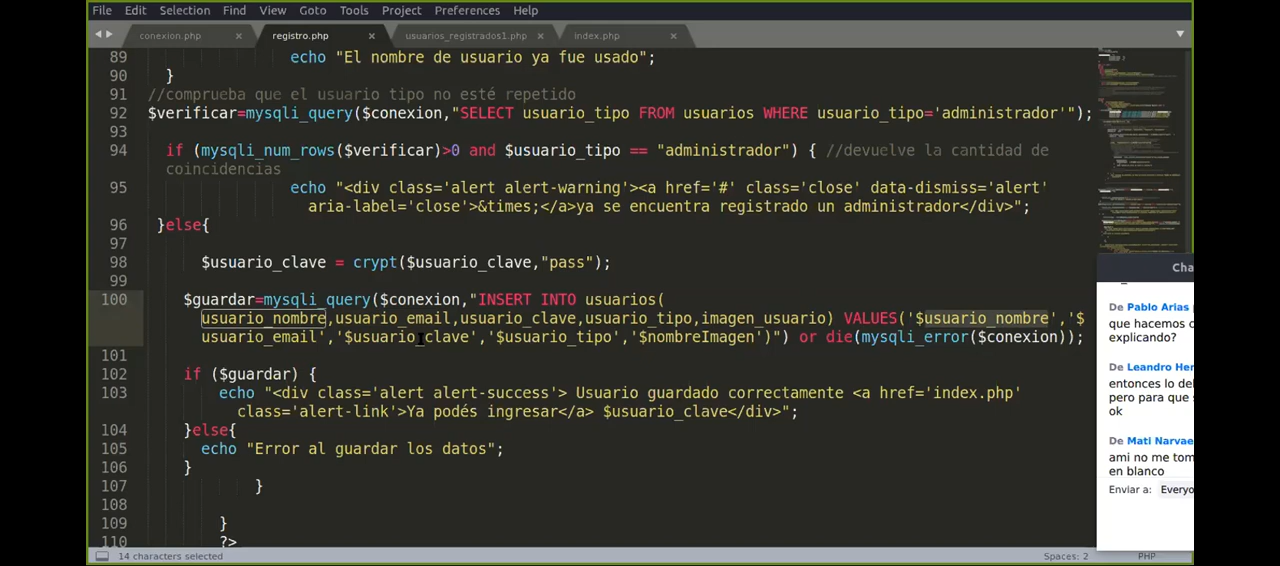 File Edit Selection Find View Goto Tools Project Preferences Help
conexion.php × registro.php × usuarios_registrados1.php × index.php ×
89 echo "El nombre de usuario ya fue usado";
90 }
91 //comprueba que el usuario tipo no esté repetido
92 $verificar=mysqli_query($conexion,"SELECT usuario_tipo FROM usuarios WHERE usuario_tipo='administrador'");
93
94 if (mysqli_num_rows($verificar)>0 and $usuario_tipo == "administrador") { //devuelve la cantidad de
coincidencias
95 echo "<div class='alert alert-warning'><a href='#' class='close' data-dismiss='alert'
aria-label='close'>&times;</a>ya se encuentra registrado un administrador</div>";
96 }else{
97
98 $usuario_clave = crypt($usuario_clave,"pass");
99
100 $guardar=mysqli_query($conexion,"INSERT INTO usuarios(
usuario_nombre,usuario_email,usuario_clave,usuario_tipo,imagen_usuario) VALUES('$usuario_nombre','$
usuario_email','$usuario_clave','$usuario_tipo','$nombreImagen')") or die(mysqli_error($conexion));
101
102 if ($guardar) {
103 echo "<div class='alert alert-success'> Usuario guardado correctamente <a href='index.php'
class='alert-link'>Ya podés ingresar</a> $usuario_clave</div>";
104 }else{
105 echo "Error al guardar los datos";
106 }
107 }
108
109 }
110 ?>
Cha
De Pablo Arias
que hacemos c
explicando?
De Leandro Her
entonces lo del
pero para que s
ok
De Mati Narvae
ami no me tom
en blanco
Enviar a: Everyo
14 characters selected
Spaces: 2
PHP